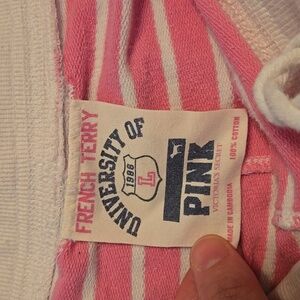 FRENCH TERRY
UNIVERSITY OF
1986
L
PINK
VICTORIA'S SECRET
100% COTTON
MADE IN CAMBODIA